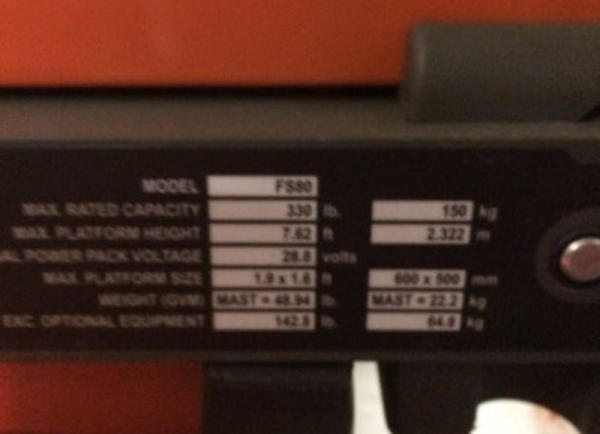 MODEL FS80
MAX. RATED CAPACITY 330 lb. 150 kg
MAX. PLATFORM HEIGHT 7.62 ft 2.322 m
AL POWER PACK VOLTAGE 28.8 volts
MAX. PLATFORM SIZE 1.9 x 1.6 ft 600 x 500 mm
WEIGHT (GVM) MAST = 48.94 lb. MAST = 22.2 kg
EXC. OPTIONAL EQUIPMENT 142.8 lb. 64.8 kg